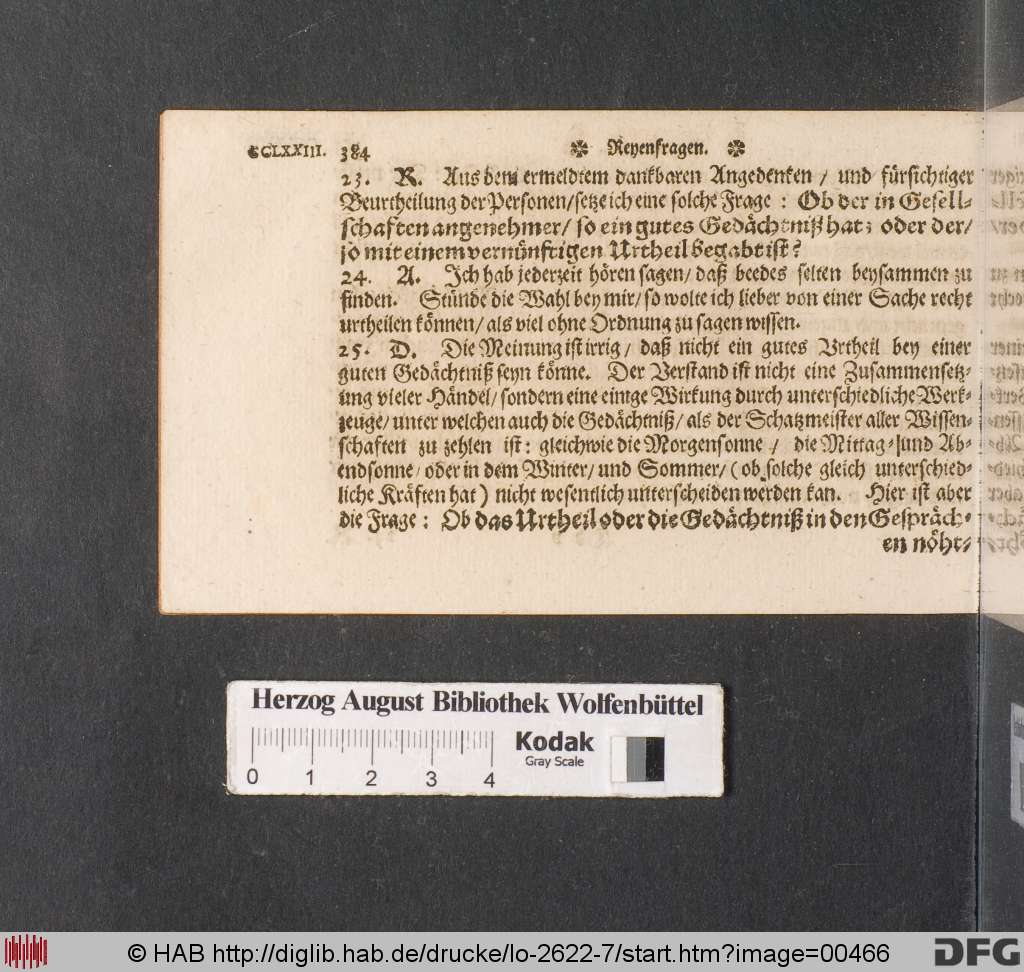 CCLXXIII. 384 Reyenfragen.
23. R. Aus dem ermeldtem dankbaren Angedenken / und fürsichtiger
Beurtheilung der Personen/setze ich eine solche Frage: Ob der in Gesell-
schaften angenehmer/ so ein gutes Gedächtniß hat; oder der/
so mit einem vernünftigen Urtheil begabt ist?
24. A. Ich hab jederzeit hören sagen/ daß beedes selten beysammen zu
finden. Stünde die Wahl bey mir/ so wolte ich lieber von einer Sache recht
urtheilen können/ als viel ohne Ordnung zu sagen wissen.
25. D. Die Meinung ist irrig/ daß nicht ein gutes Urtheil bey einer
guten Gedächtniß seyn könne. Der Verstand ist nicht eine Zusammensetz-
ung vieler Händel/ sondern eine einige Wirkung durch unterschiedliche Werk-
zeuge/ unter welchen auch die Gedächtniß/ als der Schatzmeister aller Wissen-
schaften zu zehlen ist: gleichwie die Morgensonne / die Mittag- und Ab-
endsonne/ oder in dem Winter/ und Sommer/ (ob solche gleich unterschied-
liche Kräften hat) nicht wesentlich unterscheiden werden kan. Hier ist aber
die Frage: Ob das Urtheil oder die Gedächtniß in den Gespräch-
en nöht-
Herzog August Bibliothek Wolfenbüttel
Kodak
Gray Scale
0 1 2 3 4
© HAB http://diglib.hab.de/drucke/lo-2622-7/start.htm?image=00466
DFG